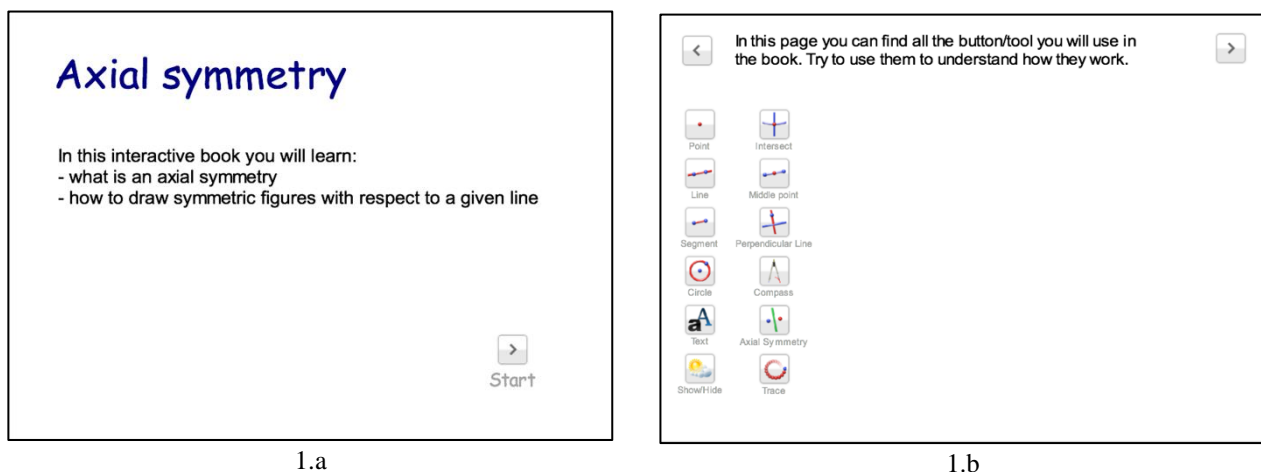 Axial symmetry
In this interactive book you will learn:
- what is an axial symmetry
- how to draw symmetric figures with respect to a given line
Start
1.a
In this page you can find all the button/tool you will use in
the book. Try to use them to understand how they work.
Point
Intersect
Line
Middle point
Segment
Perpendicular Line
Circle
Compass
aA
Text
Axial Symmetry
Show/Hide
Trace
1.b